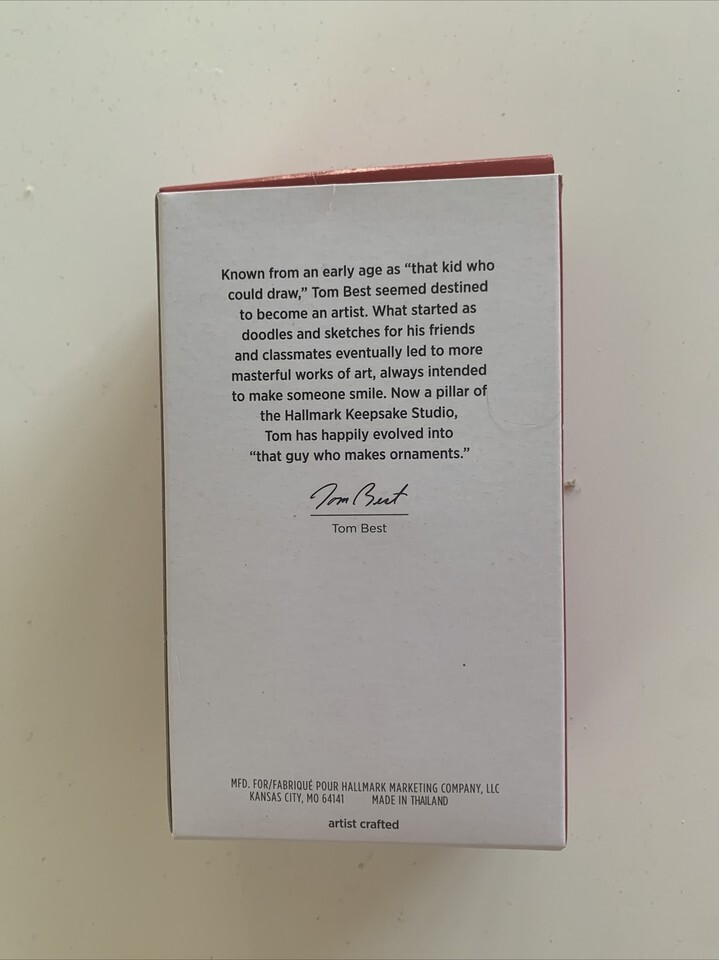 Known from an early age as “that kid who
could draw,” Tom Best seemed destined
to become an artist. What started as
doodles and sketches for his friends
and classmates eventually led to more
masterful works of art, always intended
to make someone smile. Now a pillar of
the Hallmark Keepsake Studio,
Tom has happily evolved into
“that guy who makes ornaments.”
Tom Best
Tom Best
MFD. FOR/FABRIQUÉ POUR HALLMARK MARKETING COMPANY, LLC
KANSAS CITY, MO 64141 MADE IN THAILAND
artist crafted